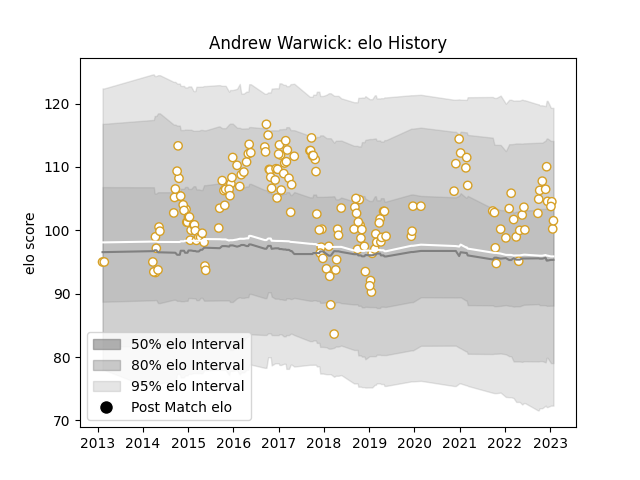 Andrew Warwick: elo History
elo score
120
110
100
90
80
70
50% elo Interval
80% elo Interval
95% elo Interval
Post Match elo
2013 2014 2015 2016 2017 2018 2019 2020 2021 2022 2023